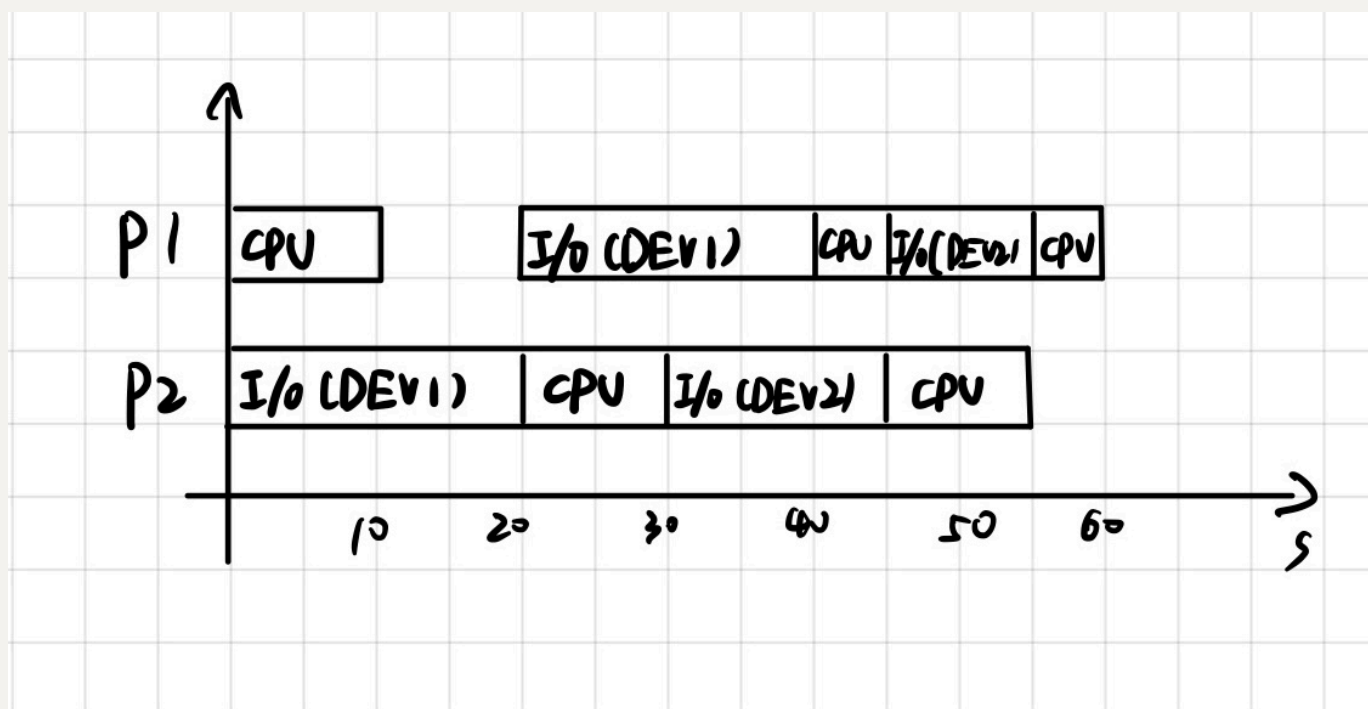 P1 CPU I/O (DEV1) CPU I/O(DEV2) CPU
P2 I/O (DEV1) CPU I/O (DEV2) CPU
10 20 30 40 50 60
S